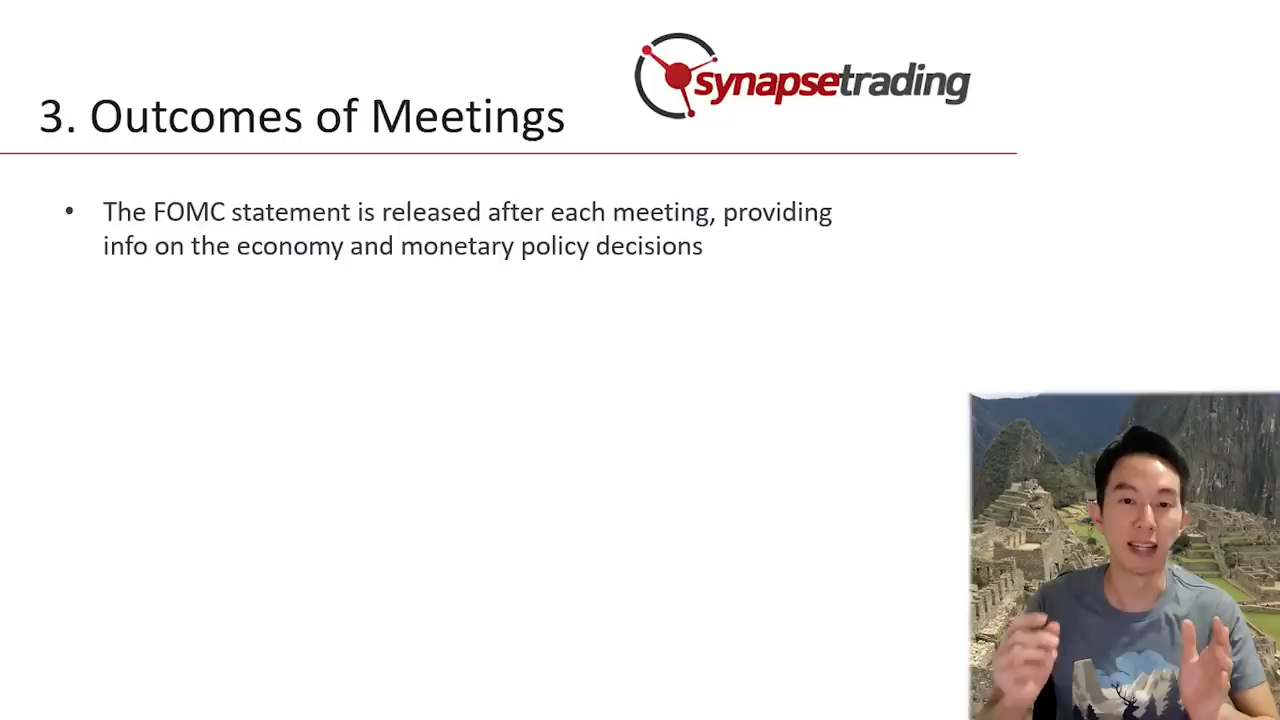 synapsetrading
3. Outcomes of Meetings
• The FOMC statement is released after each meeting, providing
info on the economy and monetary policy decisions